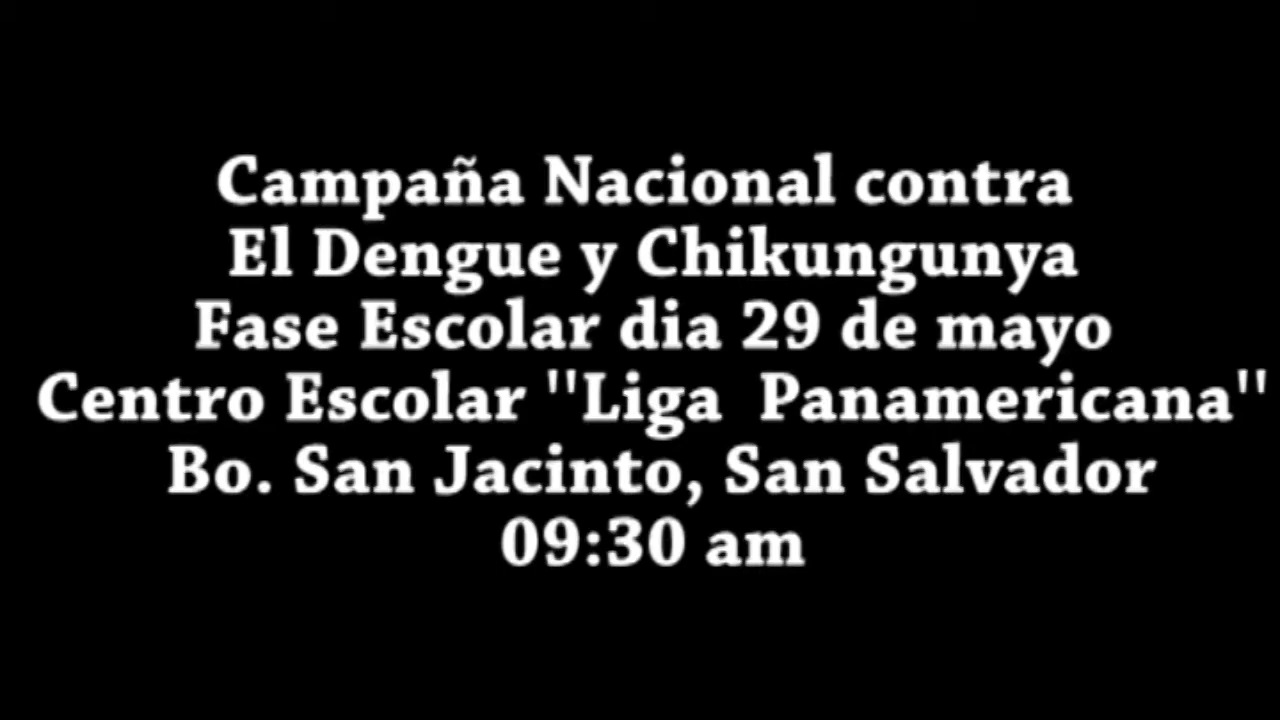 Campaña Nacional contra
El Dengue y Chikungunya
Fase Escolar dia 29 de mayo
Centro Escolar "Liga  Panamericana"
Bo. San Jacinto, San Salvador
09:30 am